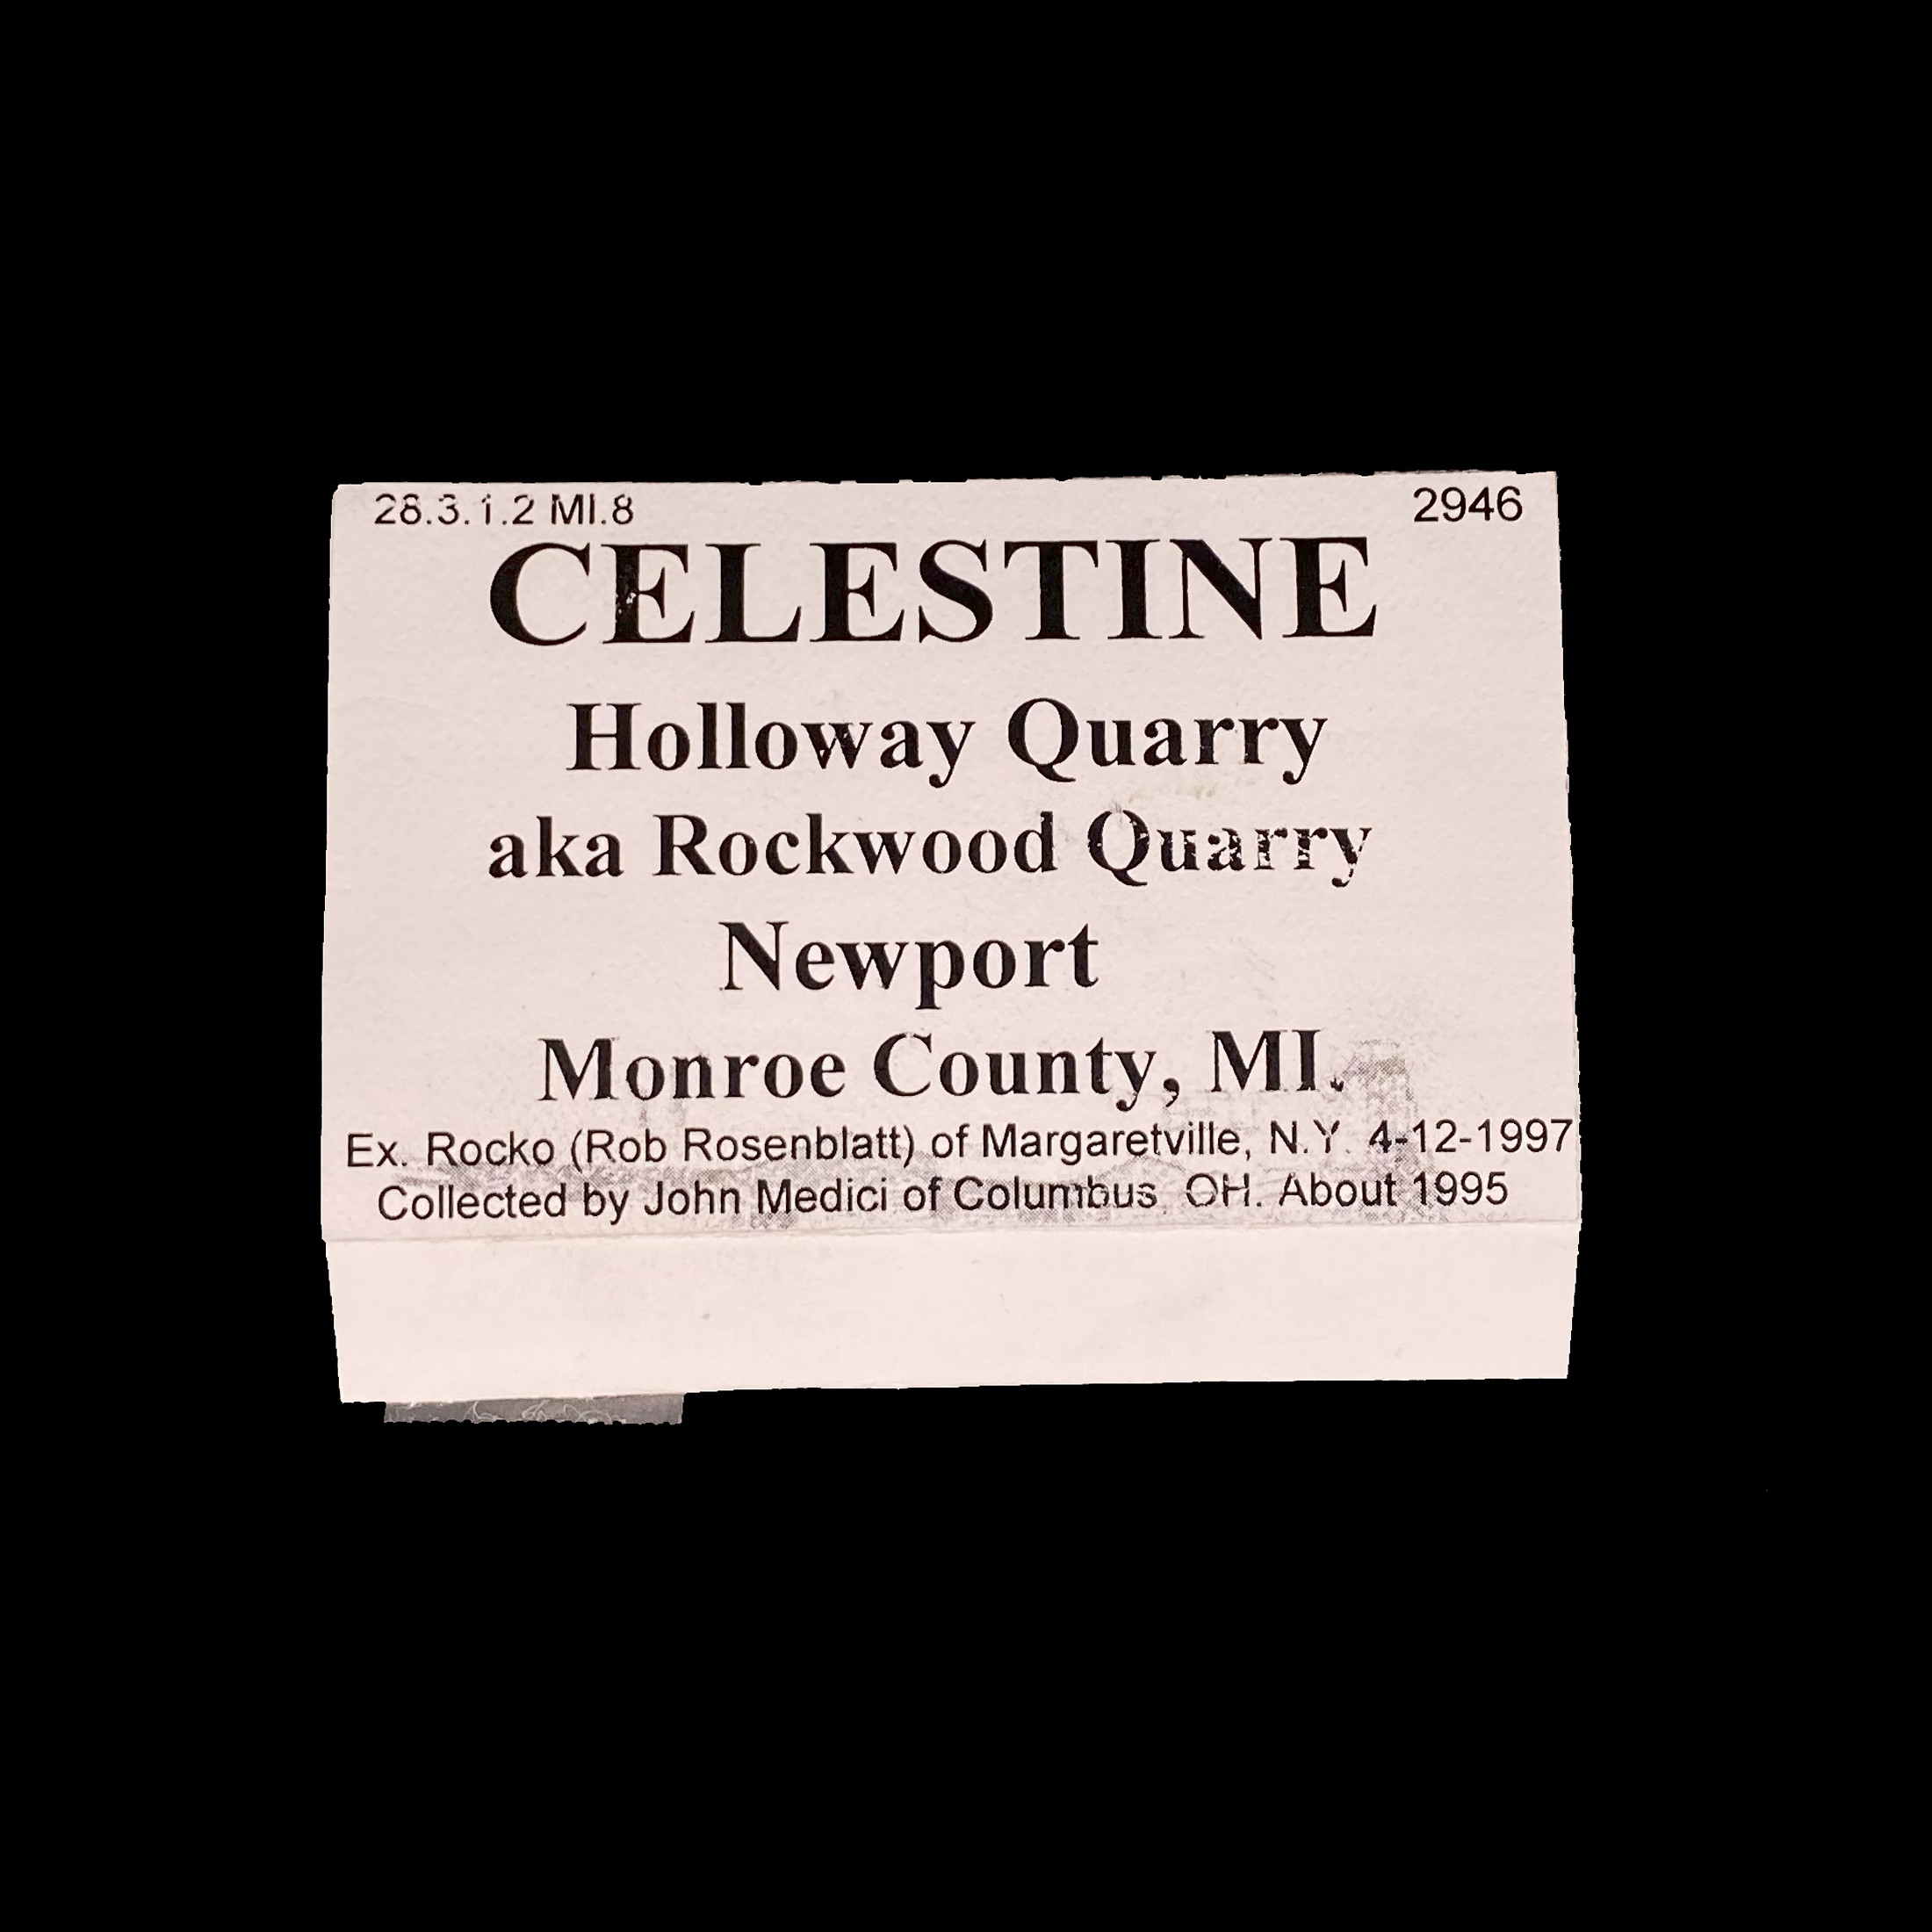 28.3.1.2 MI.8 2946
CELESTINE
Holloway Quarry
aka Rockwood Quarry
Newport
Monroe County, MI.
Ex. Rocko (Rob Rosenblatt) of Margaretville, N.Y. 4-12-1997
Collected by John Medici of Columbus, OH. About 1995